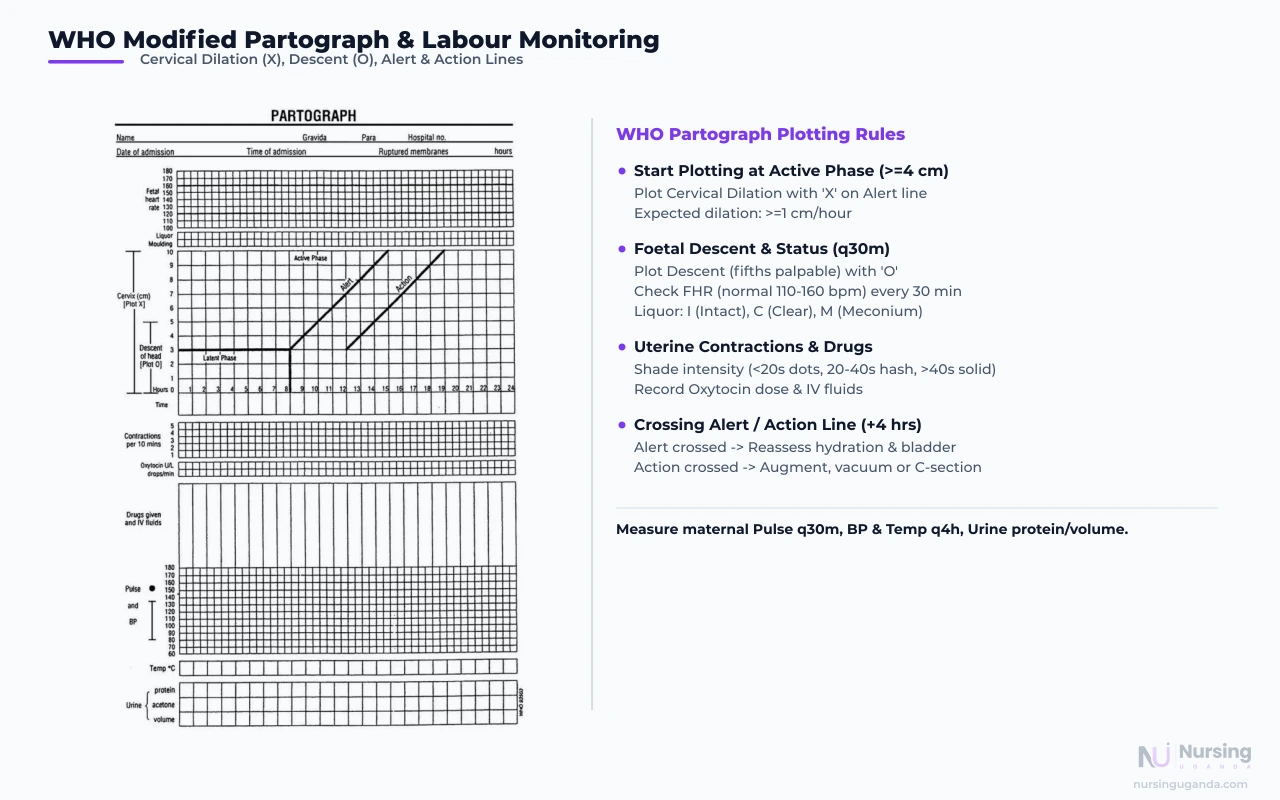 WHO Modified Partograph & Labour Monitoring
Cervical Dilation (X), Descent (O), Alert & Action Lines
PARTOGRAPH
Name Gravida Para Hospital no.
Date of admission Time of admission Ruptured membranes hours
180
170
160
Fetal 150
heart 140
rate 130
120
110
100
Liquor
Moulding
10
Active Phase
9
8
Alert
Action
Cervix (cm)
[Plot X]
7
6
5
4
Descent
of head
[Plot O]
3
Latent Phase
2
1
Hours 0 1 2 3 4 5 6 7 8 9 10 11 12 13 14 15 16 17 18 19 20 21 22 23 24
Time
Contractions
per 10 mins
5
4
3
2
1
Oxytocin U/L
drops/min
Drugs given
and IV fluids
180
170
160
Pulse 150
140
and 130
120
BP 110
100
90
80
70
60
Temp °C
Urine
protein
acetone
volume
WHO Partograph Plotting Rules
Start Plotting at Active Phase (>=4 cm)
Plot Cervical Dilation with 'X' on Alert line
Expected dilation: >=1 cm/hour
Foetal Descent & Status (q30m)
Plot Descent (fifths palpable) with 'O'
Check FHR (normal 110-160 bpm) every 30 min
Liquor: I (Intact), C (Clear), M (Meconium)
Uterine Contractions & Drugs
Shade intensity (<20s dots, 20-40s hash, >40s solid)
Record Oxytocin dose & IV fluids
Crossing Alert / Action Line (+4 hrs)
Alert crossed -> Reassess hydration & bladder
Action crossed -> Augment, vacuum or C-section
Measure maternal Pulse q30m, BP & Temp q4h, Urine protein/volume.
NU Nursing
UGANDA
nursinguganda.com